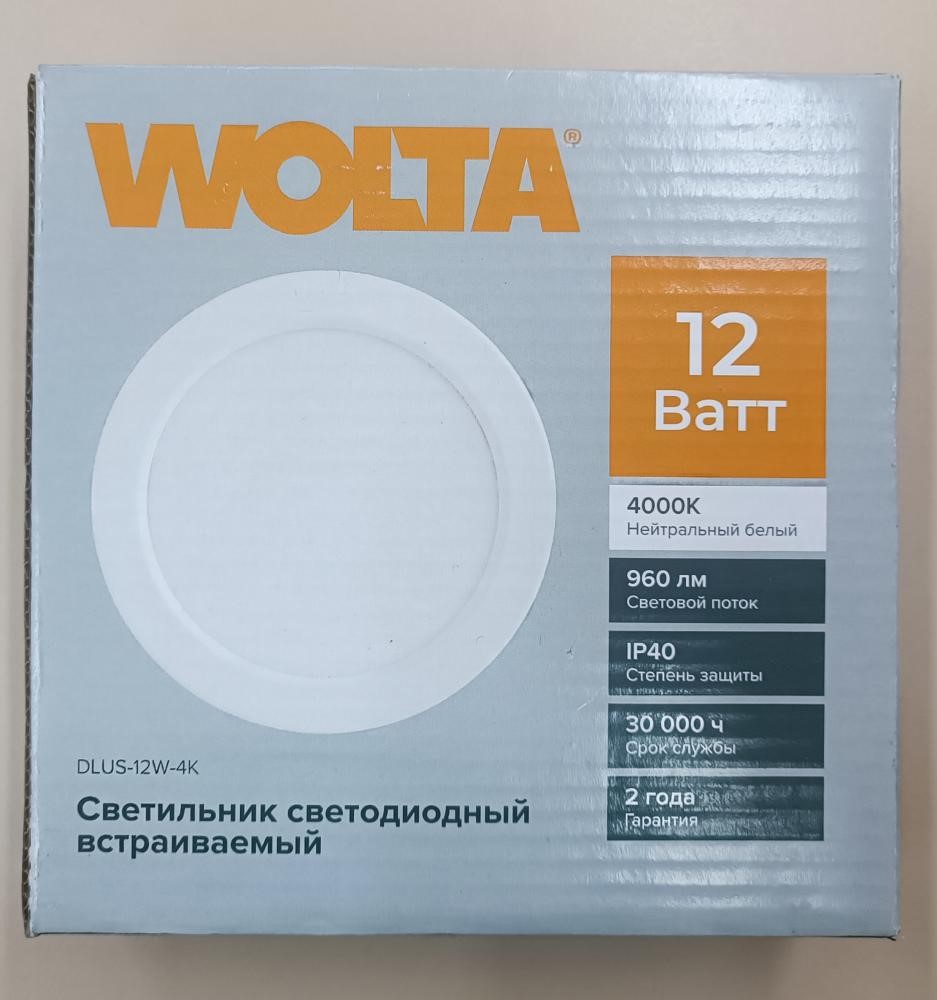 WOLTA®
12
Ватт
4000K
Нейтральный белый
960 лм
Световой поток
IP40
Степень защиты
30 000 ч
Срок службы
2 года
Гарантия
DLUS-12W-4K
Светильник светодиодный
встраиваемый